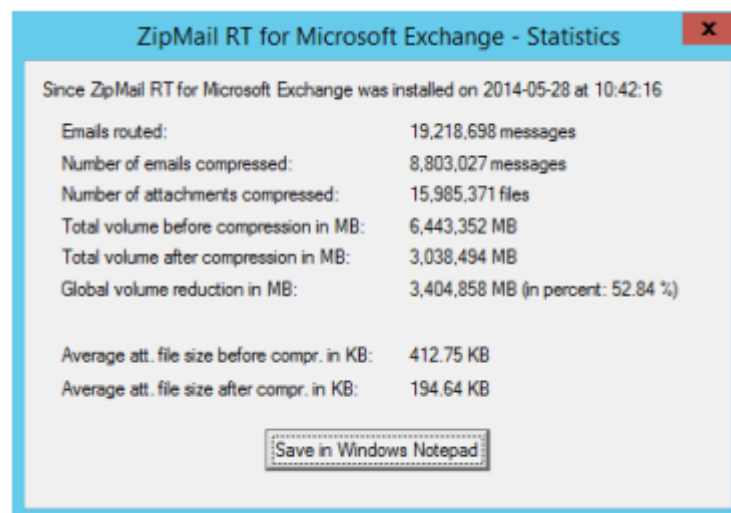 ZipMail RT for Microsoft Exchange - Statistics
x
Since ZipMail RT for Microsoft Exchange was installed on 2014-05-28 at 10:42:16
Emails routed: 19,218,698 messages
Number of emails compressed: 8,803,027 messages
Number of attachments compressed: 15,985,371 files
Total volume before compression in MB: 6,443,352 MB
Total volume after compression in MB: 3,038,494 MB
Global volume reduction in MB: 3,404,858 MB (in percent: 52.84 %)
Average att. file size before compr. in KB: 412.75 KB
Average att. file size after compr. in KB: 194.64 KB
Save in Windows Notepad